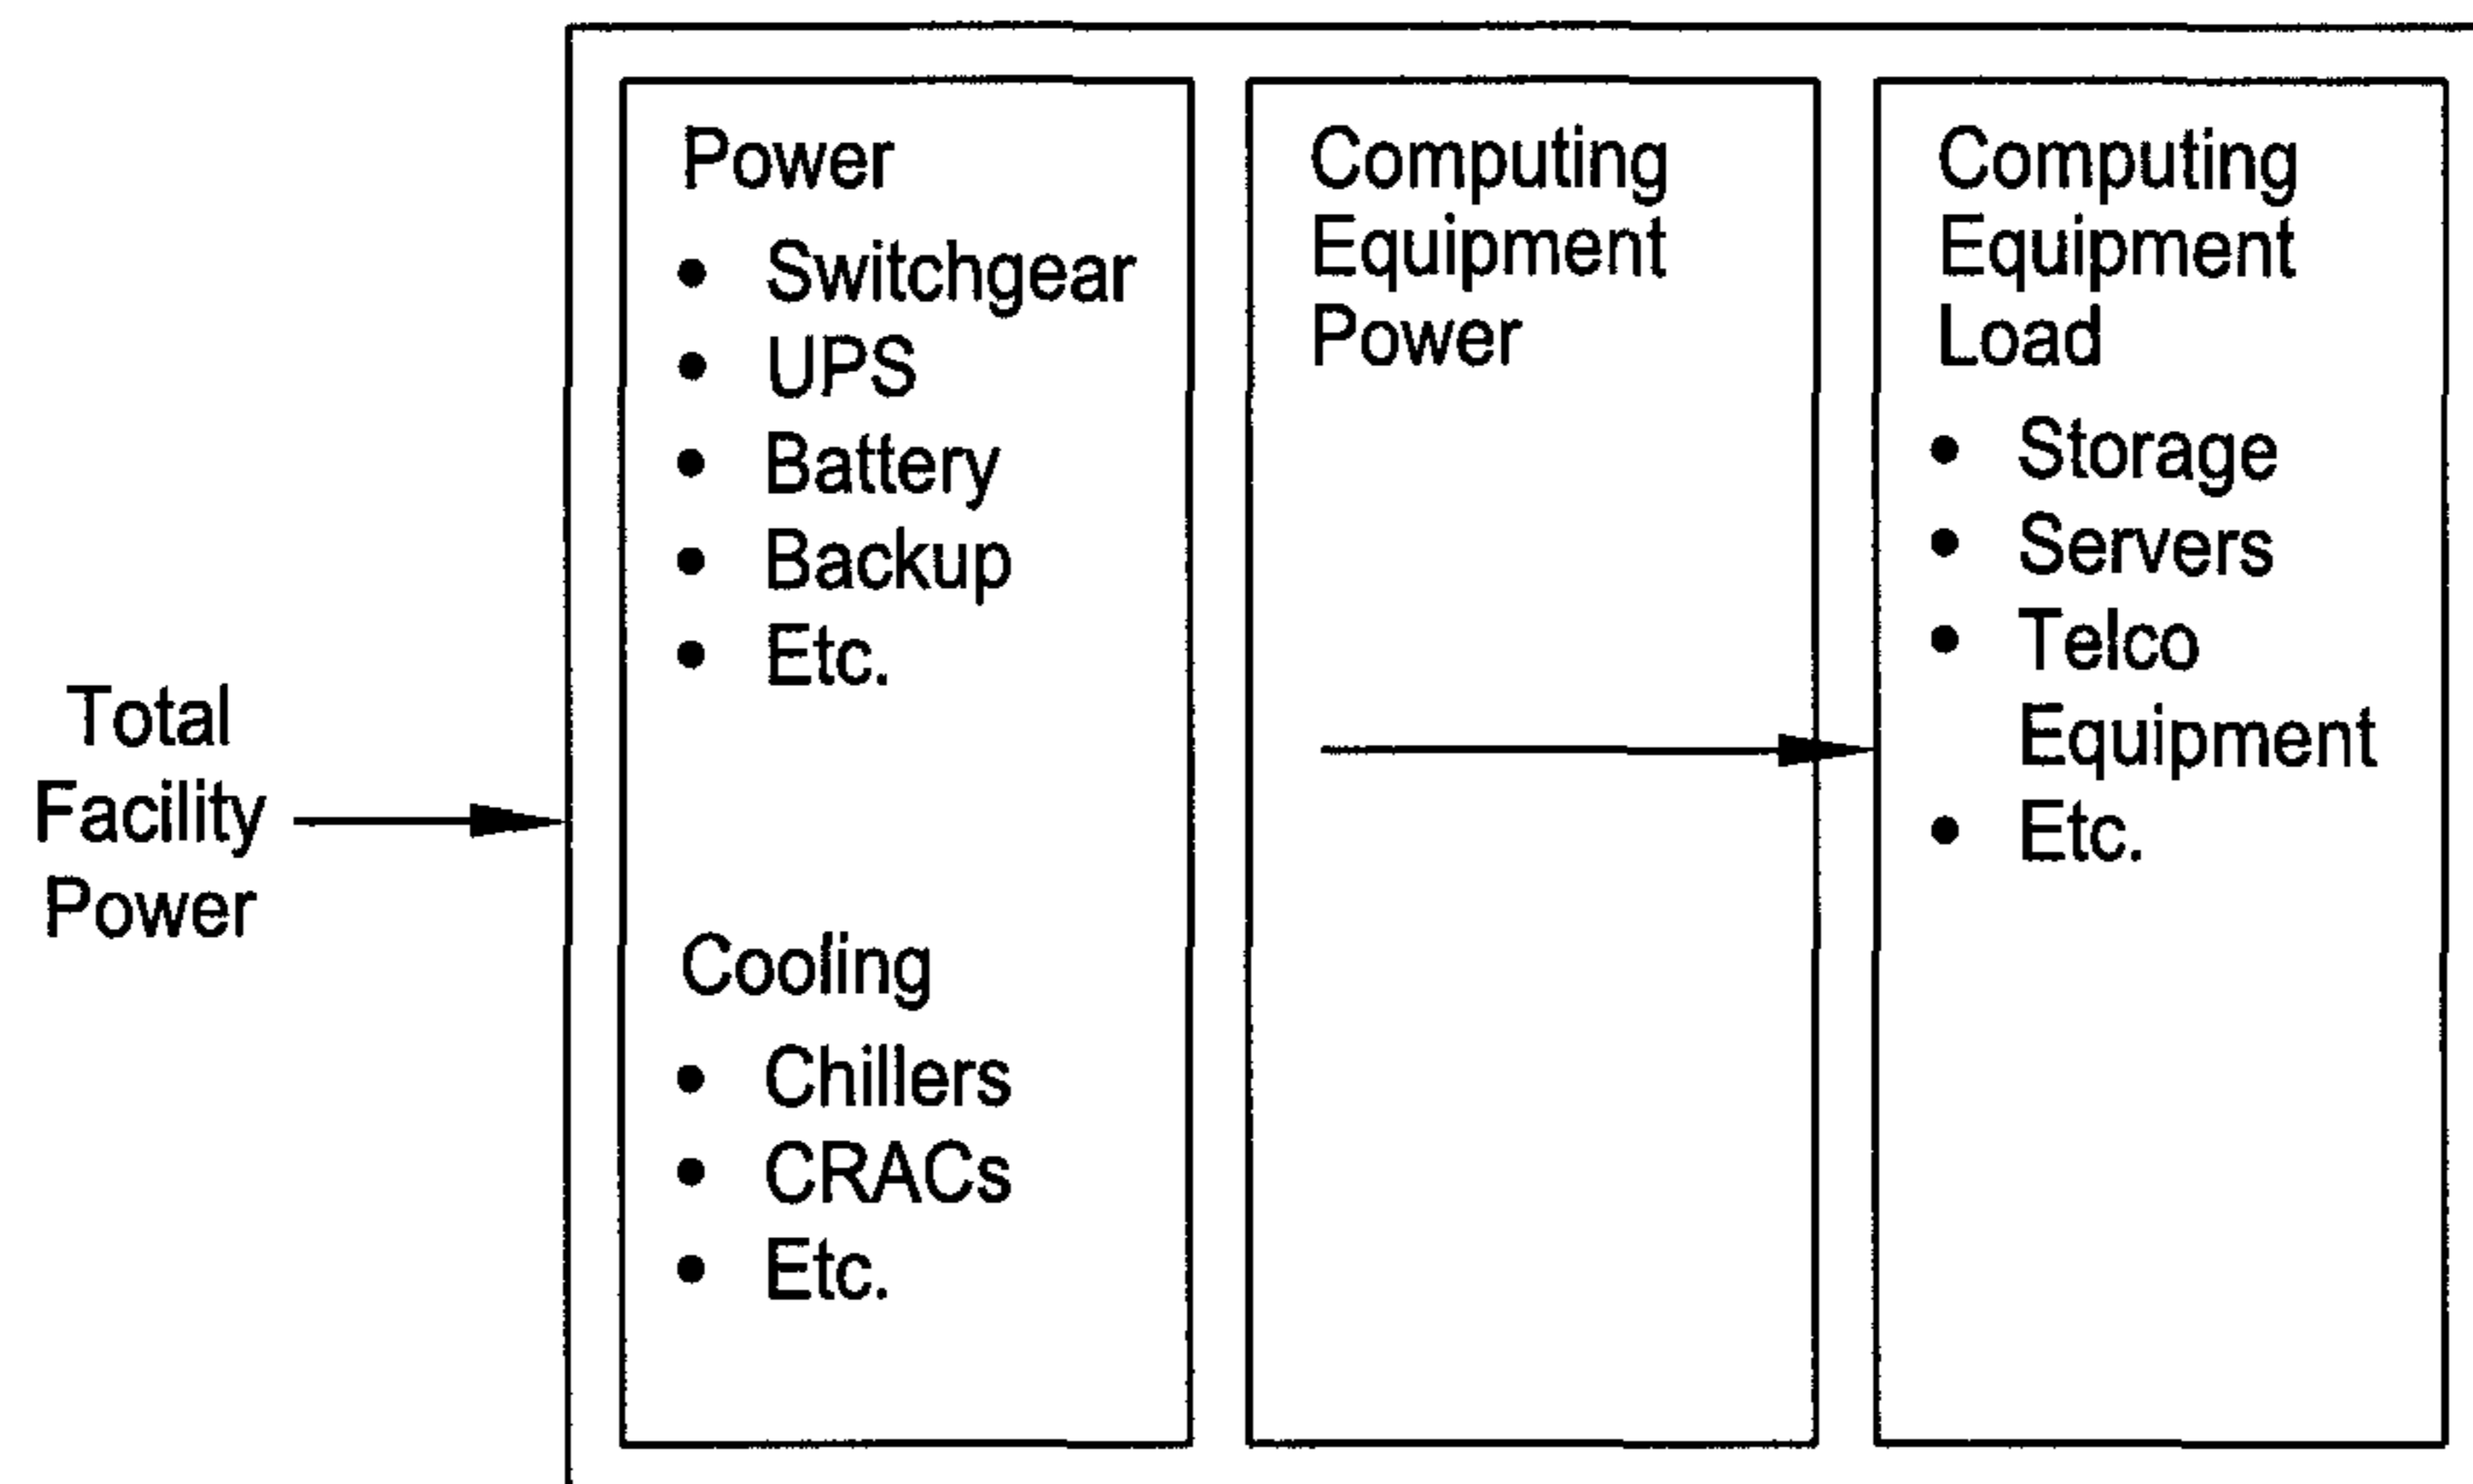 Total
Facility
Power
Power
• Switchgear
• UPS
• Battery
• Backup
• Etc.
Cooling
• Chillers
• CRACs
• Etc.
Computing
Equipment
Power
Computing
Equipment
Load
• Storage
• Servers
• Telco
Equipment
• Etc.